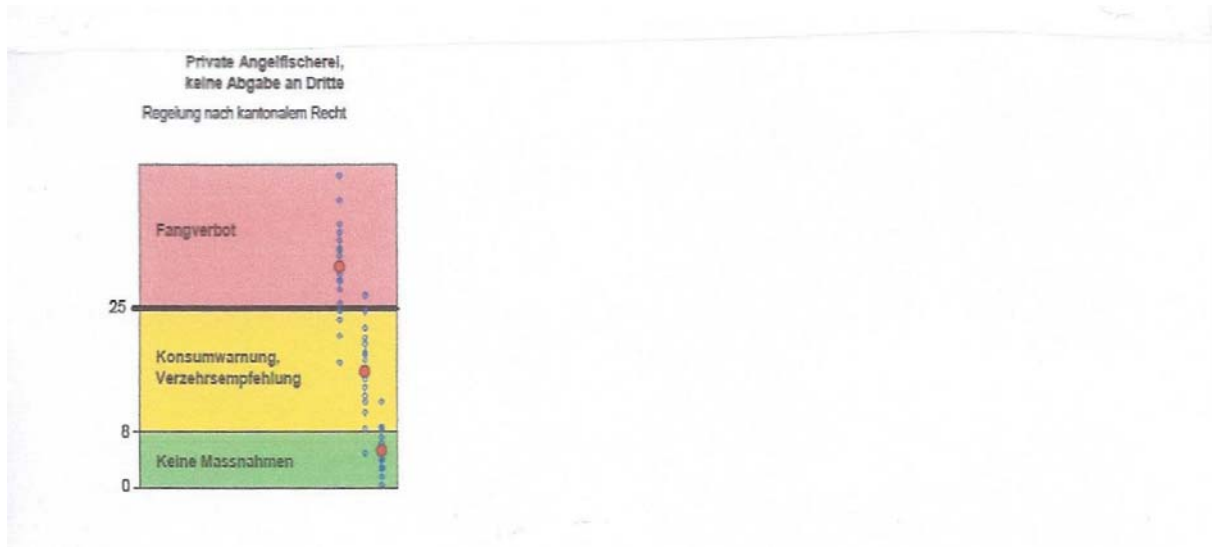 Private Angelfischerei,
keine Abgabe an Dritte
Regelung nach kantonalem Recht
Fangverbot
25
Konsumwarnung,
Verzehrsempfehlung
8
Keine Massnahmen
0